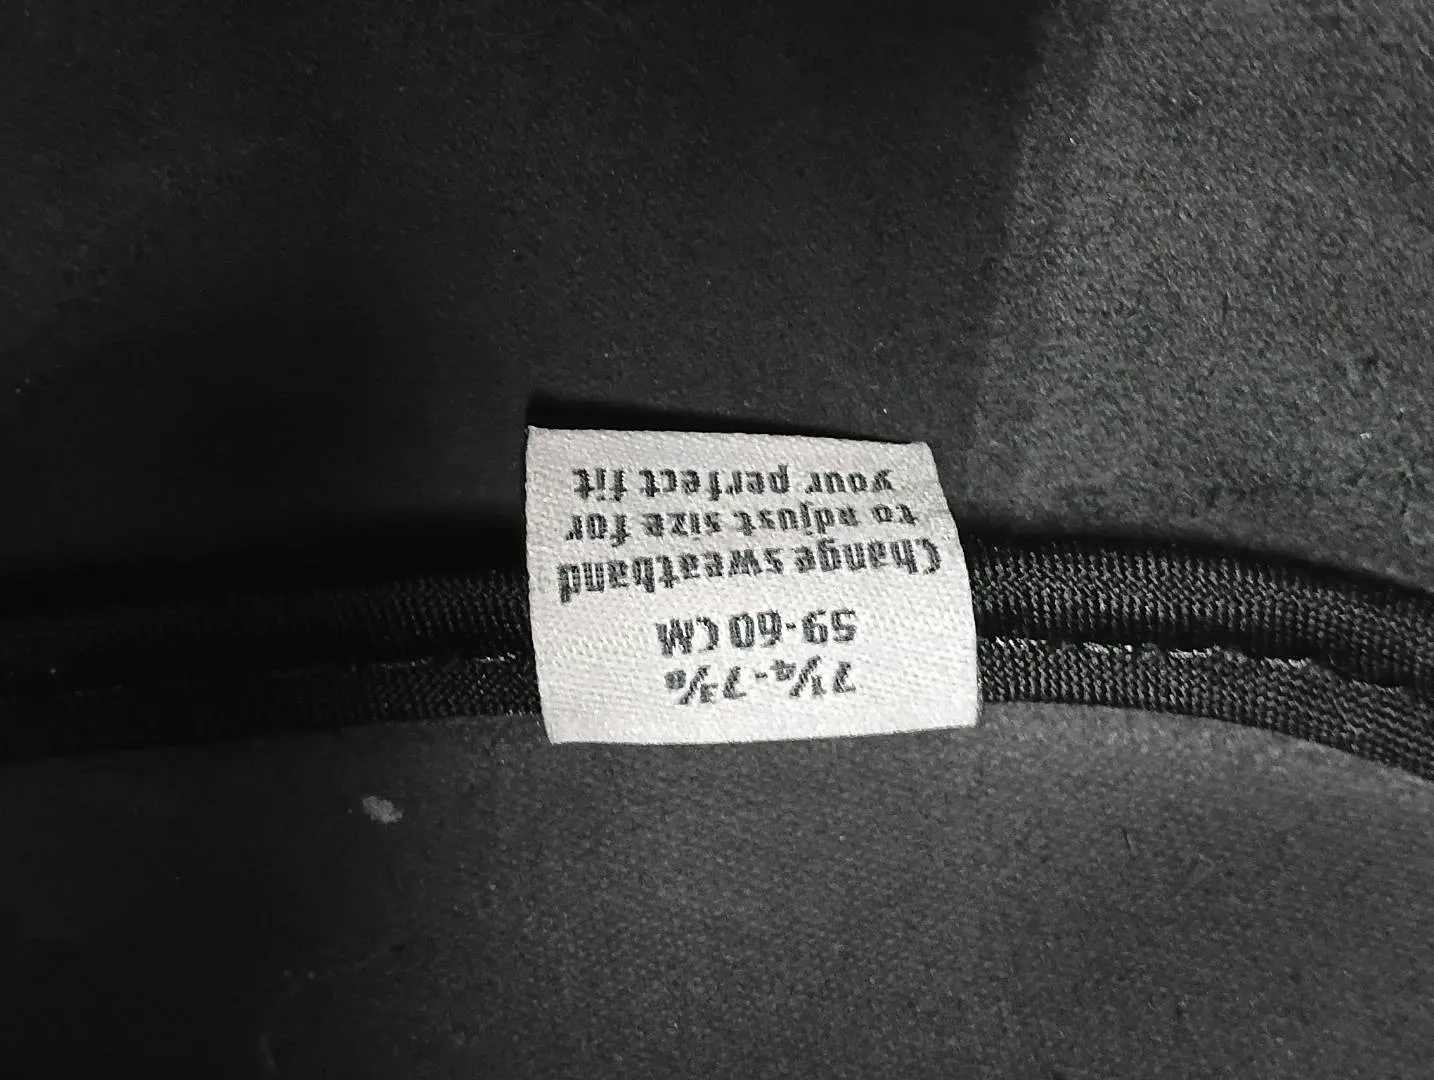 7¼-7⅜
59-60 CM
Change sweatband
to adjust size for
your perfect fit